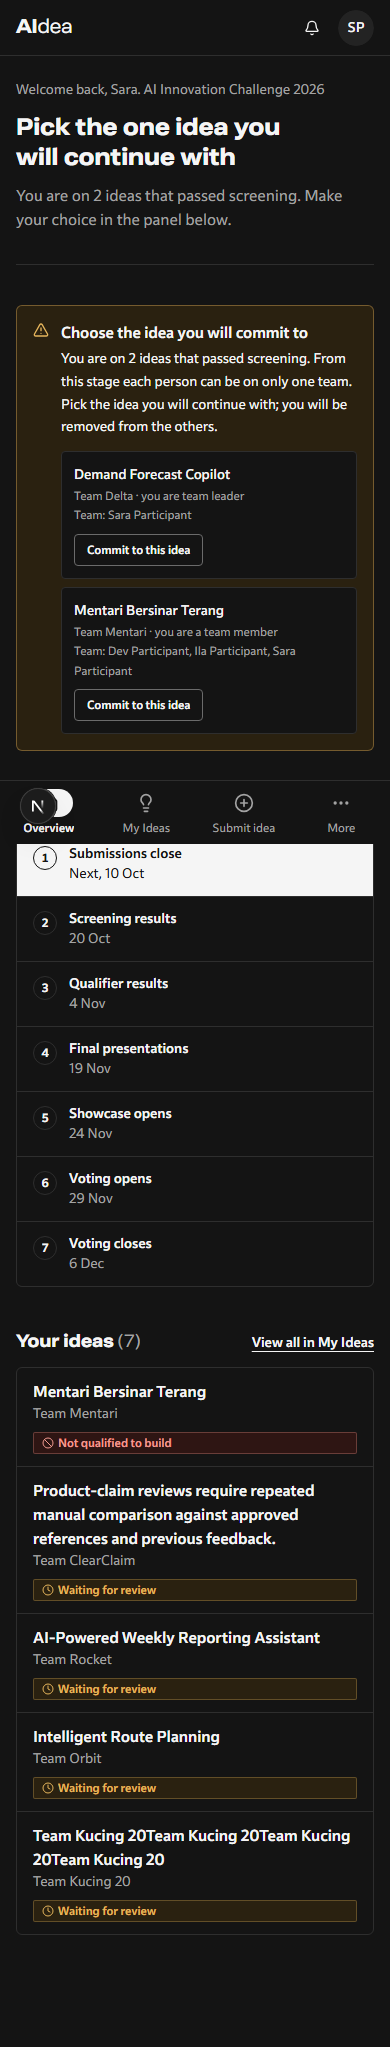 AIdea
SP
Welcome back, Sara. AI Innovation Challenge 2026
Pick the one idea you
will continue with
You are on 2 ideas that passed screening. Make
your choice in the panel below.
Choose the idea you will commit to
You are on 2 ideas that passed screening. From
this stage each person can be on only one team.
Pick the idea you will continue with; you will be
removed from the others.
Demand Forecast Copilot
Team Delta · you are team leader
Team: Sara Participant
Commit to this idea
Mentari Bersinar Terang
Team Mentari · you are a team member
Team: Dev Participant, Ila Participant, Sara
Participant
Commit to this idea
N
Overview
My Ideas
Submit idea
More
1
Submissions close
Next, 10 Oct
2
Screening results
20 Oct
3
Qualifier results
4 Nov
4
Final presentations
19 Nov
5
Showcase opens
24 Nov
6
Voting opens
29 Nov
7
Voting closes
6 Dec
Your ideas (7)
View all in My Ideas
Mentari Bersinar Terang
Team Mentari
Not qualified to build
Product-claim reviews require repeated
manual comparison against approved
references and previous feedback.
Team ClearClaim
Waiting for review
AI-Powered Weekly Reporting Assistant
Team Rocket
Waiting for review
Intelligent Route Planning
Team Orbit
Waiting for review
Team Kucing 20Team Kucing 20Team Kucing
20Team Kucing 20
Team Kucing 20
Waiting for review